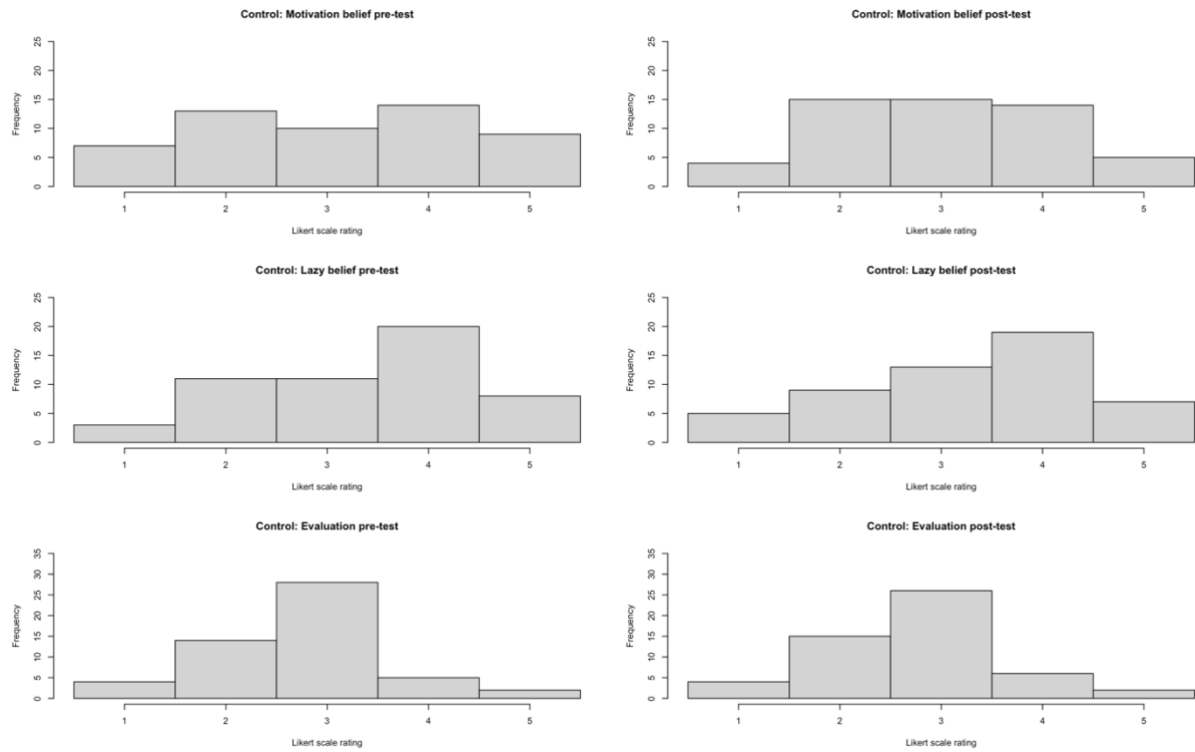 Control: Motivation belief pre-test
25
20
15
10
5
0
Frequency
1 2 3 4 5
Likert scale rating
Control: Motivation belief post-test
25
20
15
10
5
0
Frequency
1 2 3 4 5
Likert scale rating
Control: Lazy belief pre-test
25
20
15
10
5
0
Frequency
1 2 3 4 5
Likert scale rating
Control: Lazy belief post-test
25
20
15
10
5
0
Frequency
1 2 3 4 5
Likert scale rating
Control: Evaluation pre-test
35
30
25
20
15
10
5
0
Frequency
1 2 3 4 5
Likert scale rating
Control: Evaluation post-test
35
30
25
20
15
10
5
0
Frequency
1 2 3 4 5
Likert scale rating